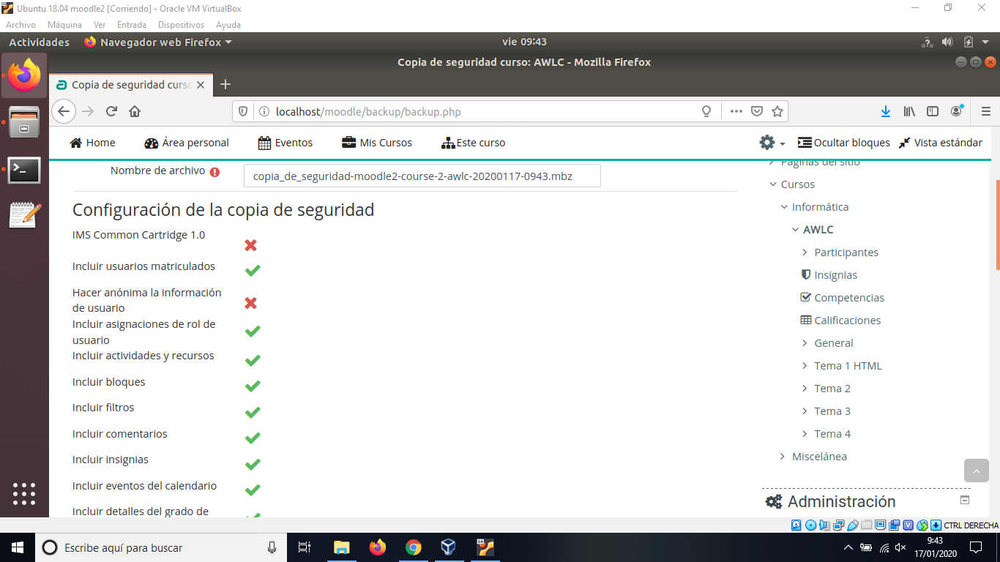 Ubuntu 18.04 moodle2 [Corriendo] - Oracle VM VirtualBox
Archivo Máquina Ver Entrada Dispositivos Ayuda
Actividades Navegador web Firefox vie 09:43
Copia de seguridad curso: AWLC - Mozilla Firefox
Copia de seguridad curso
localhost/moodle/backup/backup.php
Home Área personal Eventos Mis Cursos Este curso Ocultar bloques Vista estándar
Nombre de archivo copia_de_seguridad-moodle2-course-2-awlc-20200117-0943.mbz
Configuración de la copia de seguridad
IMS Common Cartridge 1.0
Incluir usuarios matriculados
Hacer anónima la información
de usuario
Incluir asignaciones de rol de
usuario
Incluir actividades y recursos
Incluir bloques
Incluir filtros
Incluir comentarios
Incluir insignias
Incluir eventos del calendario
Incluir detalles del grado de
Páginas del sitio
Cursos
Informática
AWLC
Participantes
Insignias
Competencias
Calificaciones
General
Tema 1 HTML
Tema 2
Tema 3
Tema 4
Miscelánea
Administración
CTRL DERECHA
Escribe aquí para buscar
9:43
17/01/2020